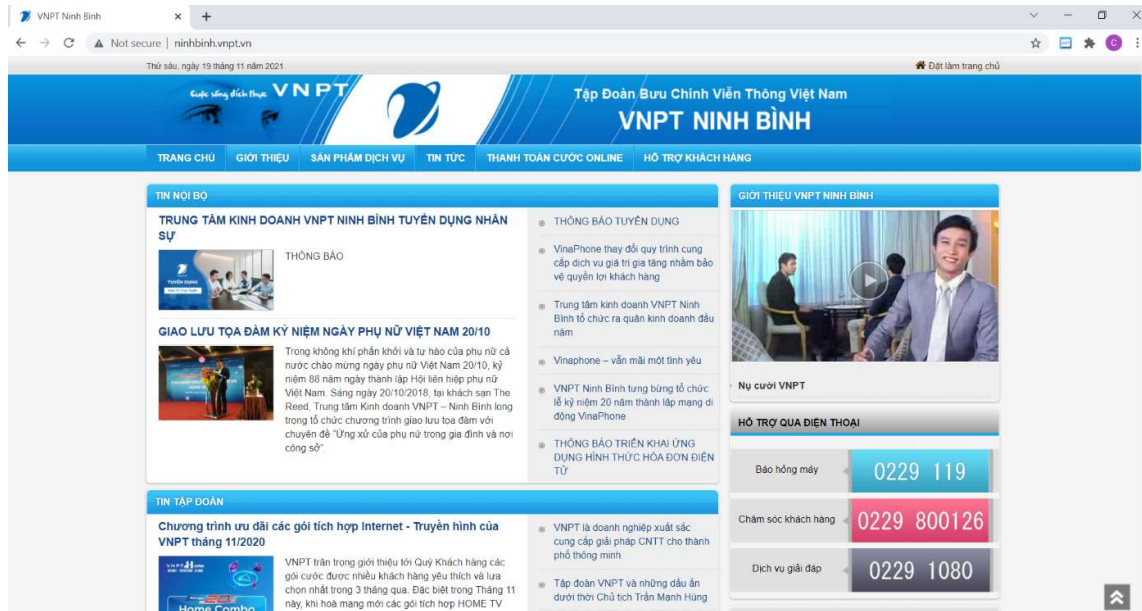 VNPT Ninh Bình
Not secure | ninhbinh.vnpt.vn
Thứ sáu, ngày 19 tháng 11 năm 2021
Đặt làm trang chủ
Cuộc sống đích thực VNPT
Tập Đoàn Bưu Chính Viễn Thông Việt Nam
VNPT NINH BÌNH
TRANG CHỦ GIỚI THIỆU SẢN PHẨM DỊCH VỤ TIN TỨC THANH TOÁN CƯỚC ONLINE HỖ TRỢ KHÁCH HÀNG
TIN NỘI BỘ
TRUNG TÂM KINH DOANH VNPT NINH BÌNH TUYỂN DỤNG NHÂN
SỰ
TUYỂN DỤNG
THÔNG BÁO
GIAO LƯU TỌA ĐÀM KỶ NIỆM NGÀY PHỤ NỮ VIỆT NAM 20/10
Trong không khí phấn khởi và tự hào của phụ nữ cả
nước chào mừng ngày phụ nữ Việt Nam 20/10, kỷ
niệm 88 năm ngày thành lập Hội liên hiệp phụ nữ
Việt Nam. Sáng ngày 20/10/2018, tại khách sạn The
Reed, Trung tâm Kinh doanh VNPT – Ninh Bình long
trọng tổ chức chương trình giao lưu tọa đàm với
chuyên đề "Ứng xử của phụ nứ trong gia đình và nơi
công sở".
THÔNG BÁO TUYỂN DỤNG
VinaPhone thay đổi quy trình cung
cấp dịch vụ giá trị gia tăng nhằm bảo
vệ quyền lợi khách hàng
Trung tâm kinh doanh VNPT Ninh
Bình tổ chức ra quân kinh doanh đầu
năm
Vinaphone – vẫn mãi một tình yêu
VNPT Ninh Bình tưng bừng tổ chức
lễ kỷ niệm 20 năm thành lập mạng di
động VinaPhone
THÔNG BÁO TRIỂN KHAI ỨNG
DỤNG HÌNH THỨC HÓA ĐƠN ĐIỆN
TỬ
GIỚI THIỆU VNPT NINH BÌNH
Nụ cười VNPT
HỖ TRỢ QUA ĐIỆN THOẠI
Báo hỏng máy 0229 119
Chăm sóc khách hàng 0229 800126
Dịch vụ giải đáp 0229 1080
TIN TẬP ĐOÀN
Chương trình ưu đãi các gói tích hợp Internet - Truyền hình của
VNPT tháng 11/2020
Home Combo
VNPT trân trọng giới thiệu tới Quý Khách hàng các
gói cước được nhiều khách hàng yêu thích và lựa
chọn nhất trong 3 tháng qua. Đặc biệt trong Tháng 11
này, khi hoà mạng mới các gói tích hợp HOME TV
VNPT là doanh nghiệp xuất sắc
cung cấp giải pháp CNTT cho thành
phố thông minh
Tập đoàn VNPT và những dấu ấn
dưới thời Chủ tịch Trần Mạnh Hùng